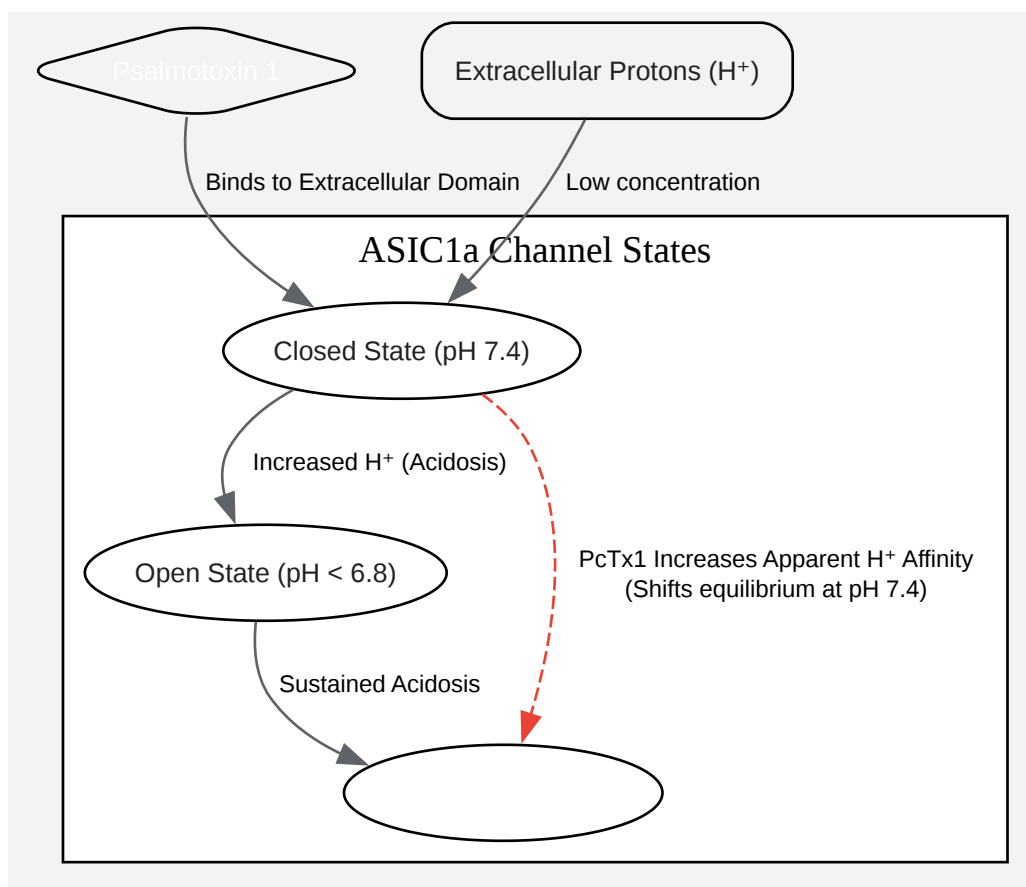 Psalmotoxin 1
Extracellular Protons (H⁺)
Binds to Extracellular Domain
Low concentration
ASIC1a Channel States
Closed State (pH 7.4)
Increased H⁺ (Acidosis)
Open State (pH < 6.8)
PcTx1 Increases Apparent H⁺ Affinity
(Shifts equilibrium at pH 7.4)
Sustained Acidosis